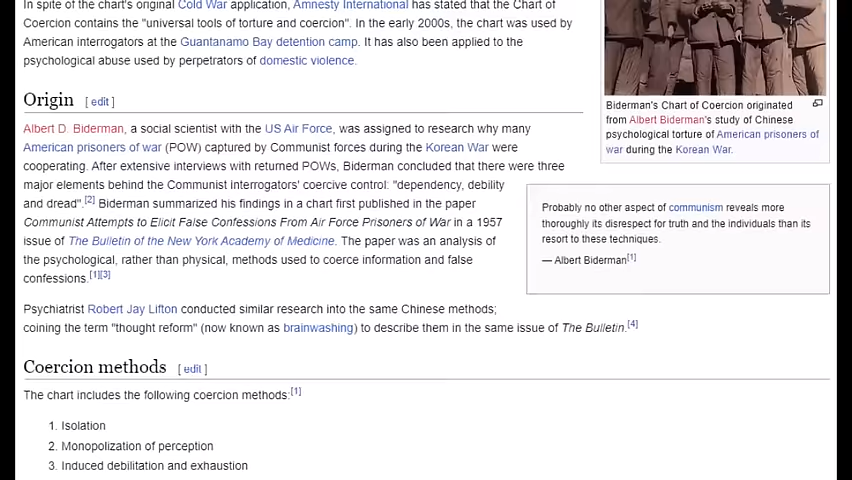 In spite of the chart's original Cold War application, Amnesty International has stated that the Chart of
Coercion contains the "universal tools of torture and coercion". In the early 2000s, the chart was used by
American interrogators at the Guantanamo Bay detention camp. It has also been applied to the
psychological abuse used by perpetrators of domestic violence.
Biderman's Chart of Coercion originated
from Albert Biderman's study of Chinese
psychological torture of American prisoners of
war during the Korean War.
Origin [ edit ]
Albert D. Biderman, a social scientist with the US Air Force, was assigned to research why many
American prisoners of war (POW) captured by Communist forces during the Korean War were
cooperating. After extensive interviews with returned POWs, Biderman concluded that there were three
major elements behind the Communist interrogators' coercive control: "dependency, debility
and dread".[2] Biderman summarized his findings in a chart first published in the paper
Communist Attempts to Elicit False Confessions From Air Force Prisoners of War in a 1957
issue of The Bulletin of the New York Academy of Medicine. The paper was an analysis of
the psychological, rather than physical, methods used to coerce information and false
confessions.[1][3]
Probably no other aspect of communism reveals more
thoroughly its disrespect for truth and the individuals than its
resort to these techniques.
— Albert Biderman[1]
Psychiatrist Robert Jay Lifton conducted similar research into the same Chinese methods;
coining the term "thought reform" (now known as brainwashing) to describe them in the same issue of The Bulletin.[4]
Coercion methods [ edit ]
The chart includes the following coercion methods:[1]
1. Isolation
2. Monopolization of perception
3. Induced debilitation and exhaustion